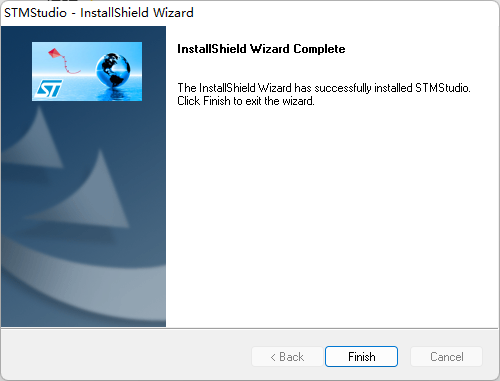 STMStudio - InstallShield Wizard
ST
InstallShield Wizard Complete
The InstallShield Wizard has successfully installed STMStudio.
Click Finish to exit the wizard.
< Back
Finish
Cancel